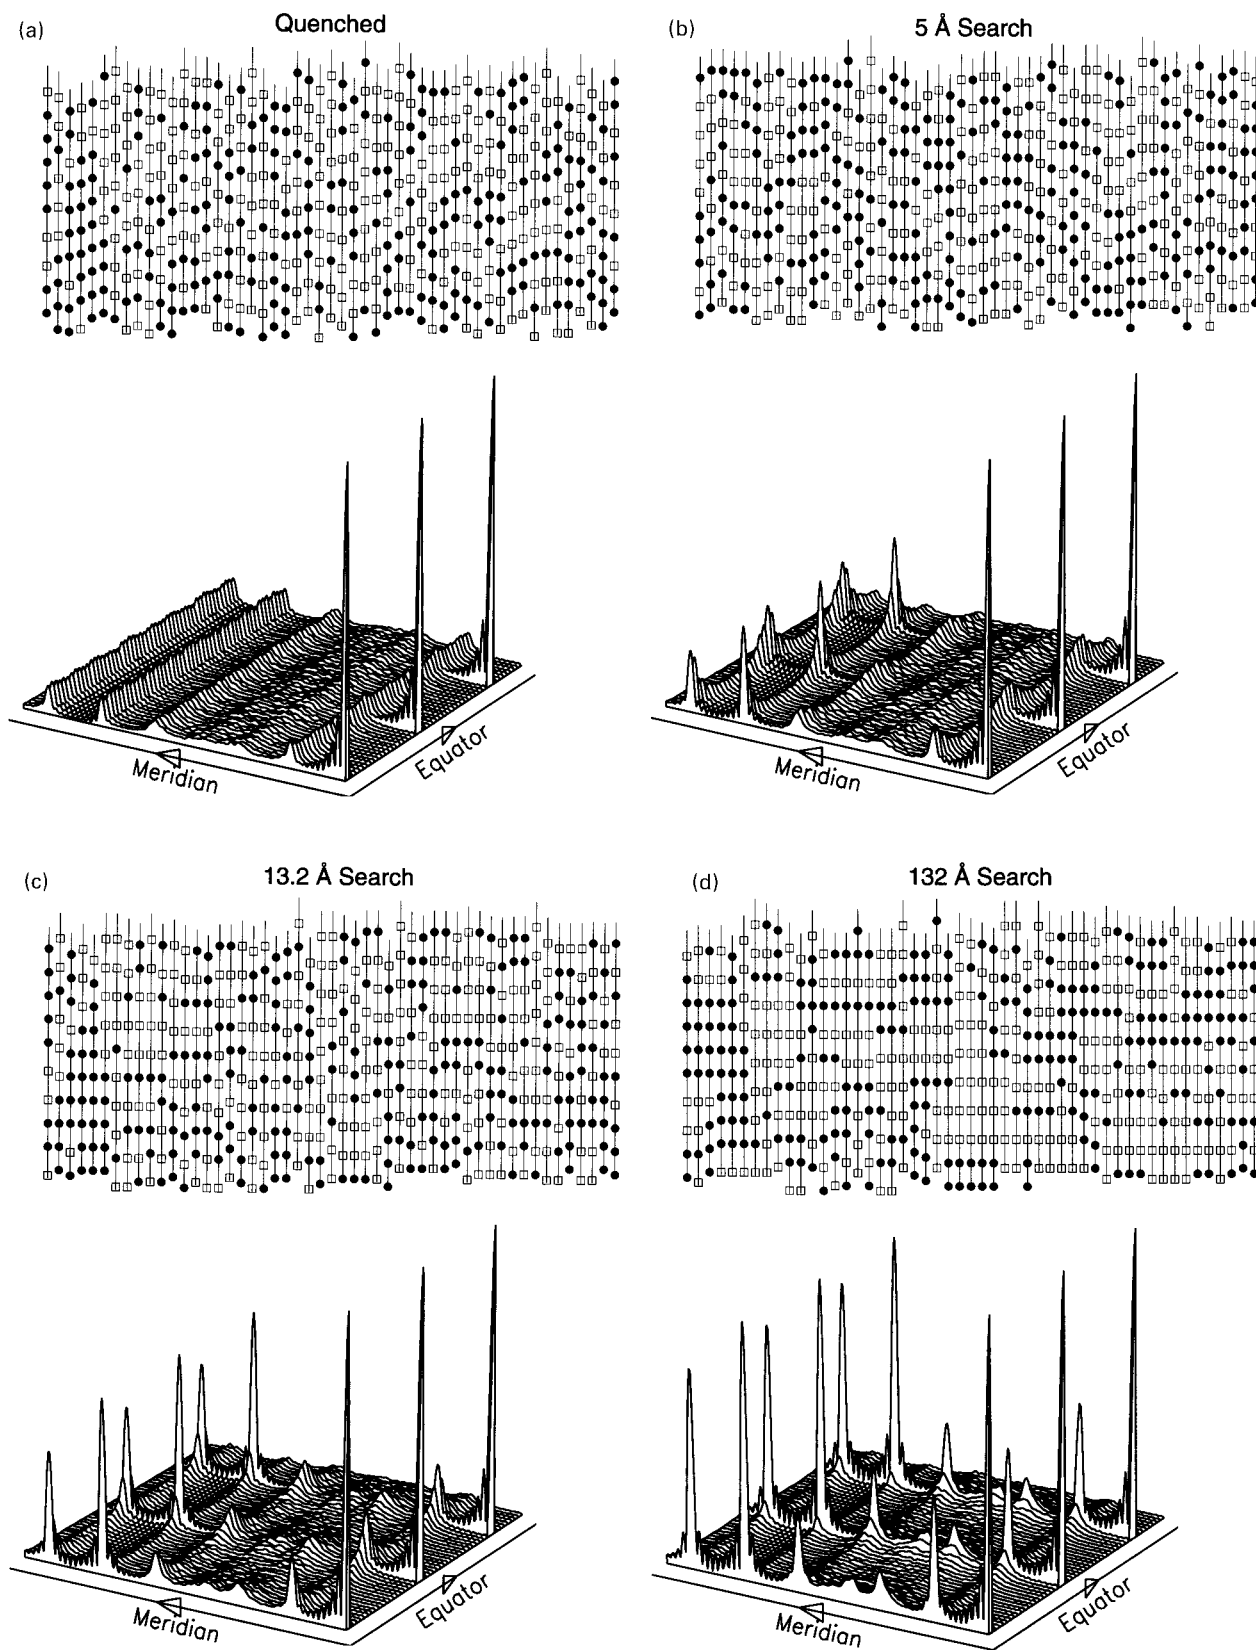 (a)
Quenched
(b)
5 Å Search
Meridian
Equator
Meridian
Equator
(c)
13.2 Å Search
(d)
132 Å Search
Meridian
Equator
Meridian
Equator